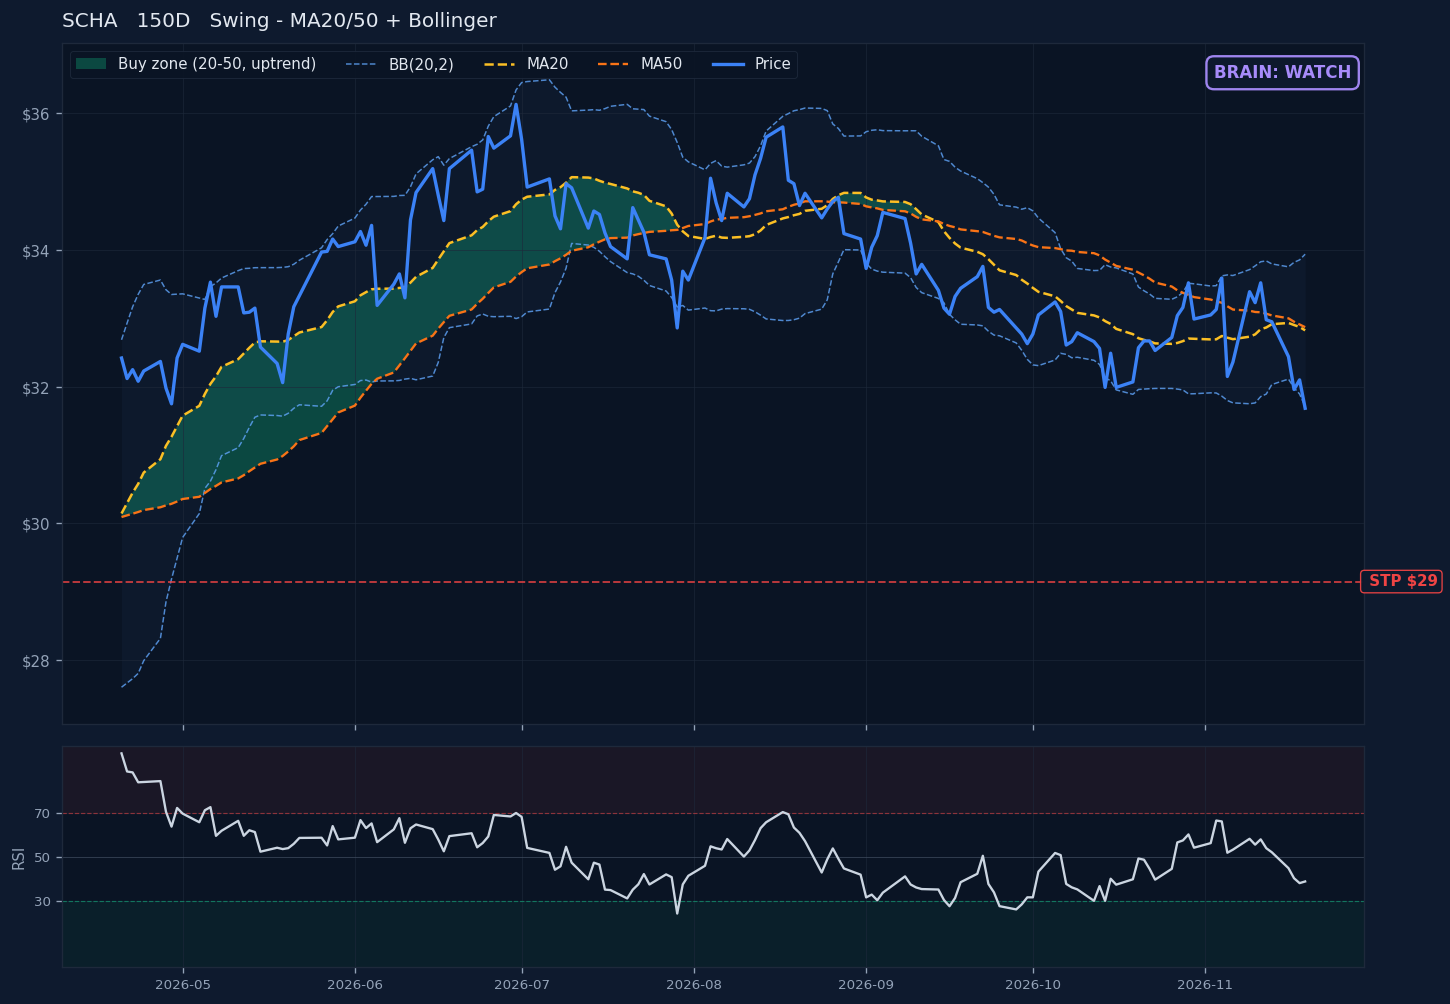 SCHA   150D   Swing - MA20/50 + Bollinger
Buy zone (20-50, uptrend)   BB(20,2)   MA20   MA50   Price
BRAIN: WATCH
$36
$34
$32
$30
STP $29
$28
70
50
30
RSI
2026-05   2026-06   2026-07   2026-08   2026-09   2026-10   2026-11